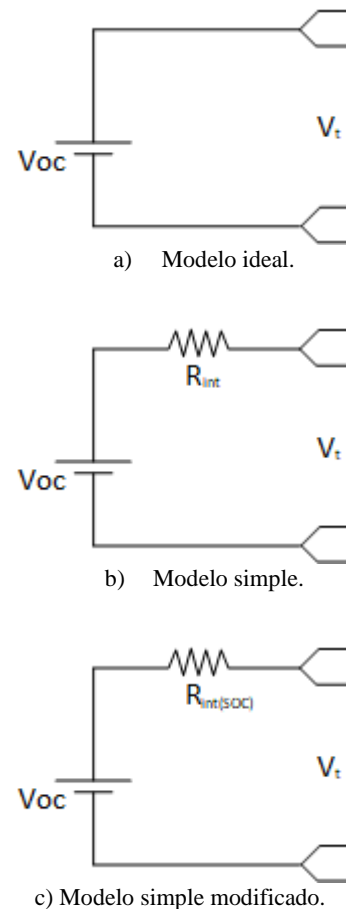 Voc
Vt
a) Modelo ideal.
Rint
Voc
Vt
b) Modelo simple.
Rint(SOC)
Voc
Vt
c) Modelo simple modificado.